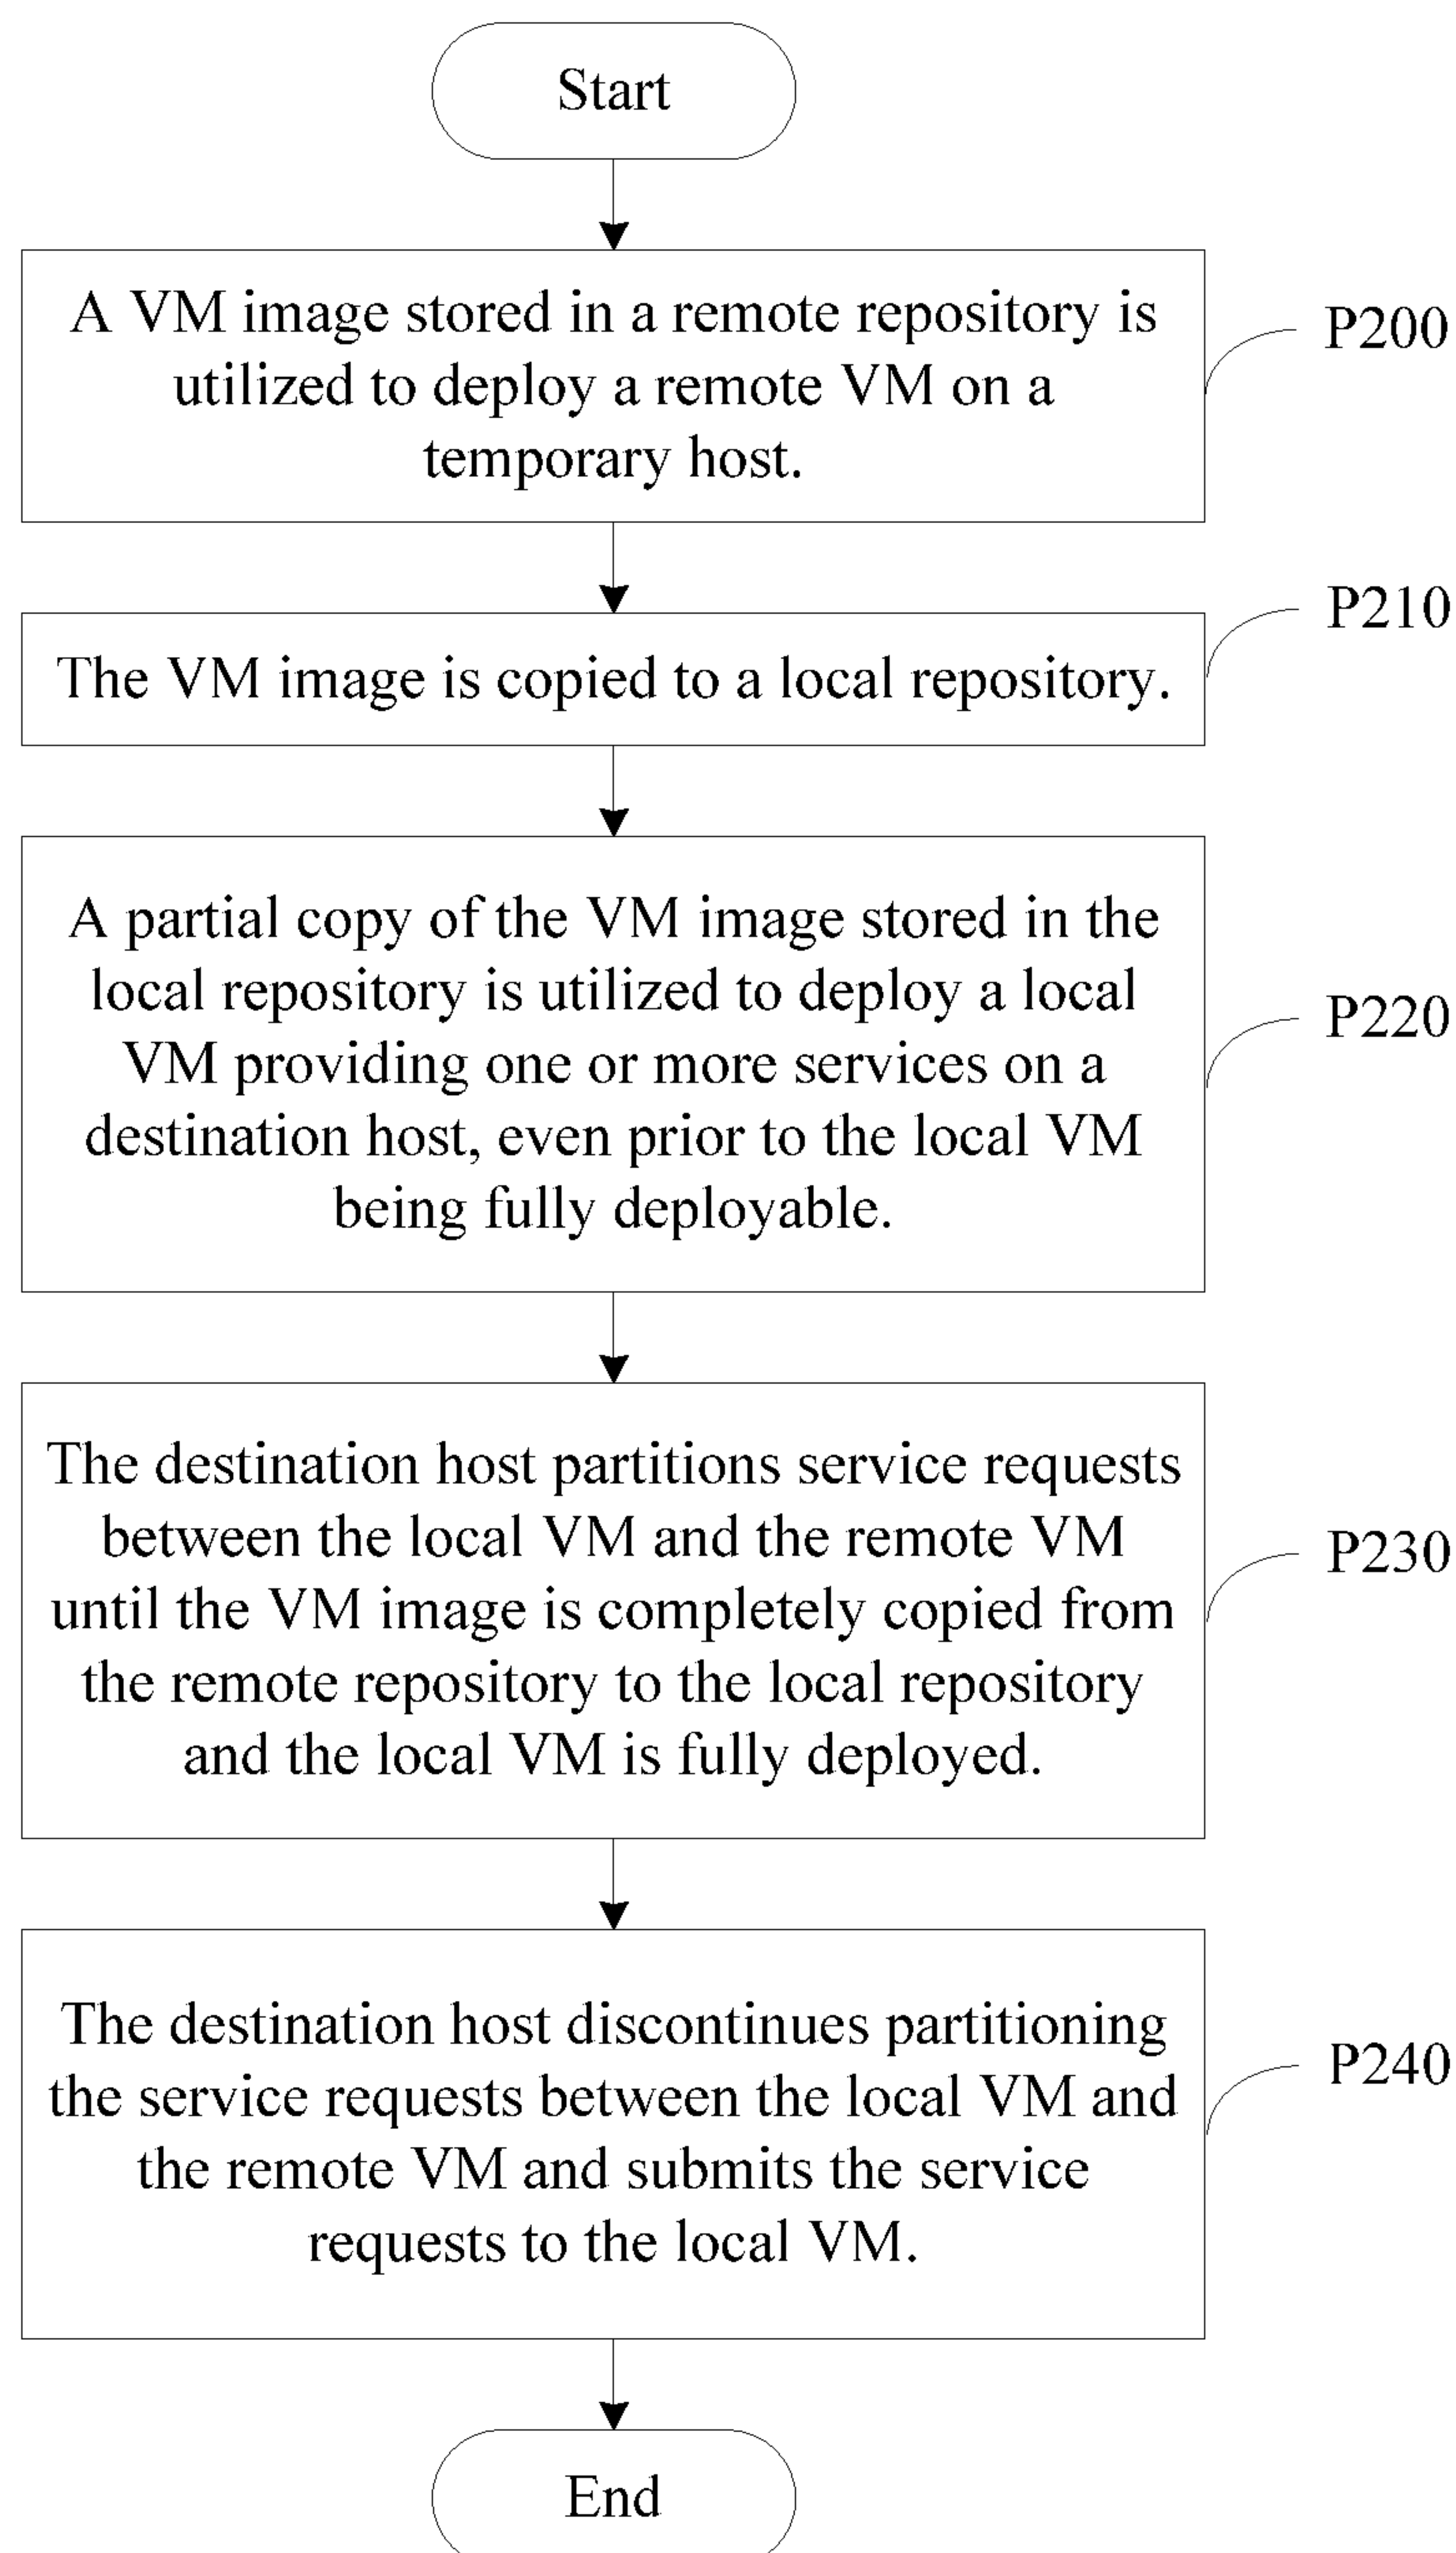 Start
A VM image stored in a remote repository is
utilized to deploy a remote VM on a
temporary host.
P200
The VM image is copied to a local repository.
P210
A partial copy of the VM image stored in the
local repository is utilized to deploy a local
VM providing one or more services on a
destination host, even prior to the local VM
being fully deployable.
P220
The destination host partitions service requests
between the local VM and the remote VM
until the VM image is completely copied from
the remote repository to the local repository
and the local VM is fully deployed.
P230
The destination host discontinues partitioning
the service requests between the local VM and
the remote VM and submits the service
requests to the local VM.
P240
End